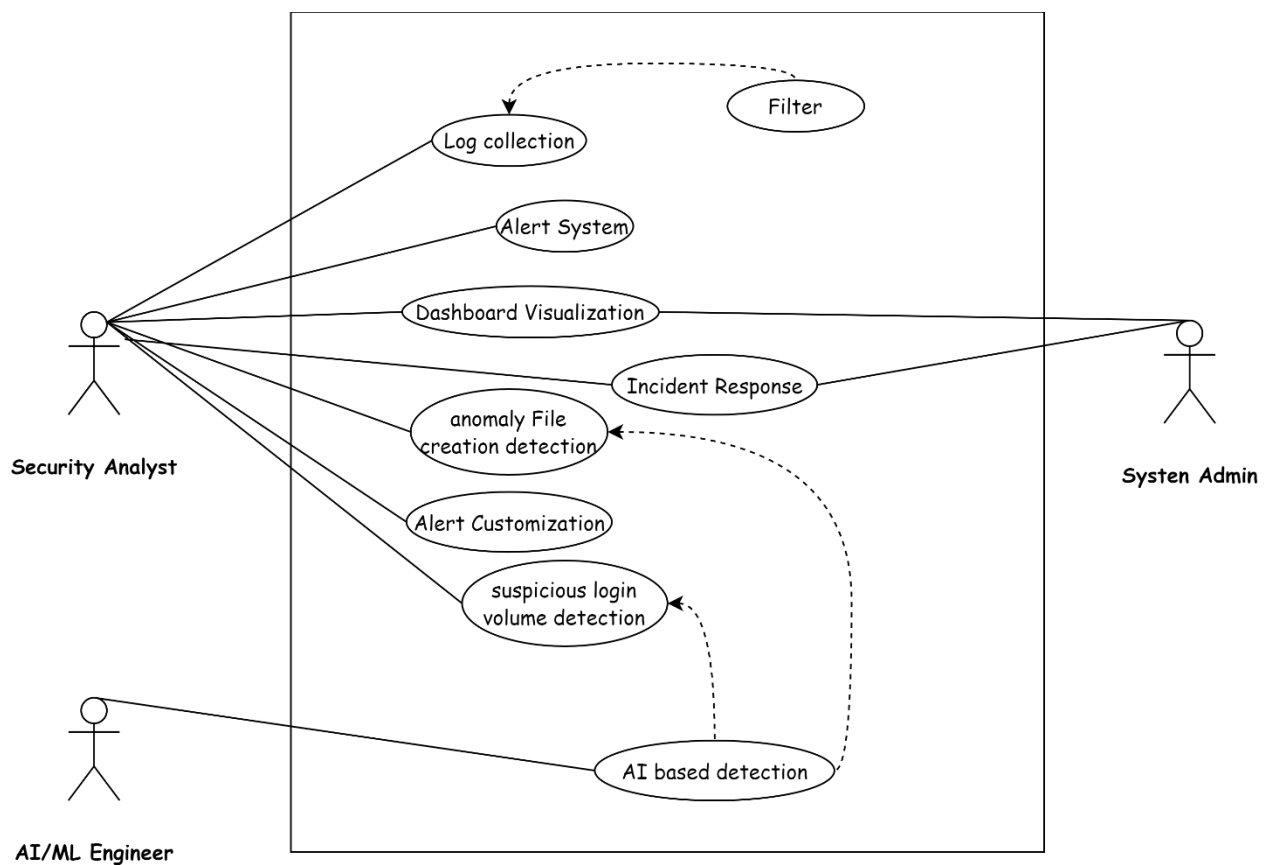 Filter
Log collection
Alert System
Dashboard Visualization
Incident Response
anomaly File
creation detection
Security Analyst
Systen Admin
Alert Customization
suspicious login
volume detection
AI based detection
AI/ML Engineer